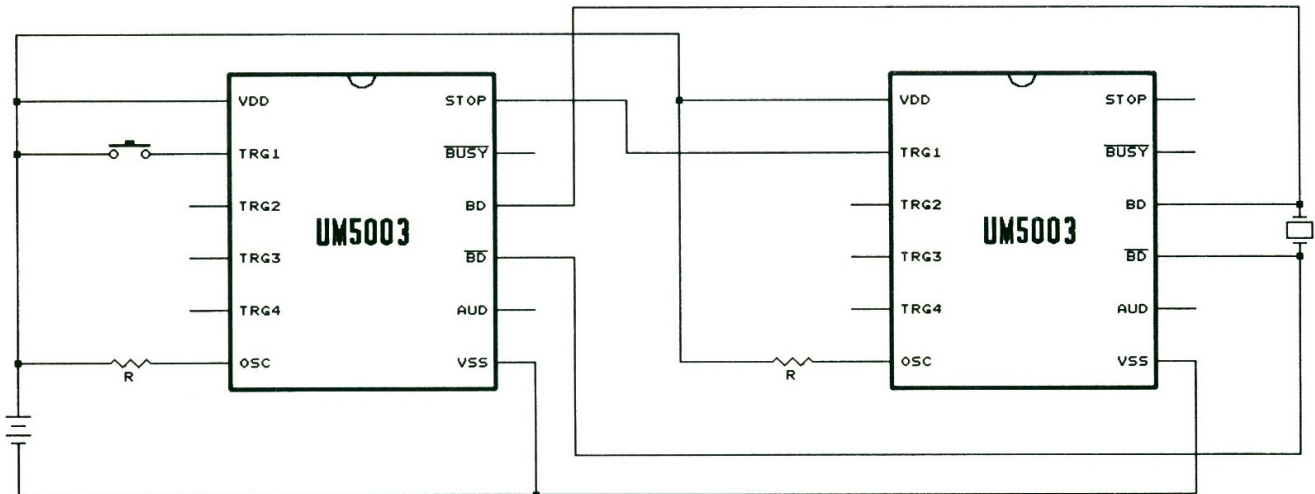 VDD
TRG1
TRG2
TRG3
TRG4
OSC
STOP
BUSY
BD
BD
AUD
VSS
UM5003
R
VDD
TRG1
TRG2
TRG3
TRG4
OSC
STOP
BUSY
BD
BD
AUD
VSS
UM5003
R